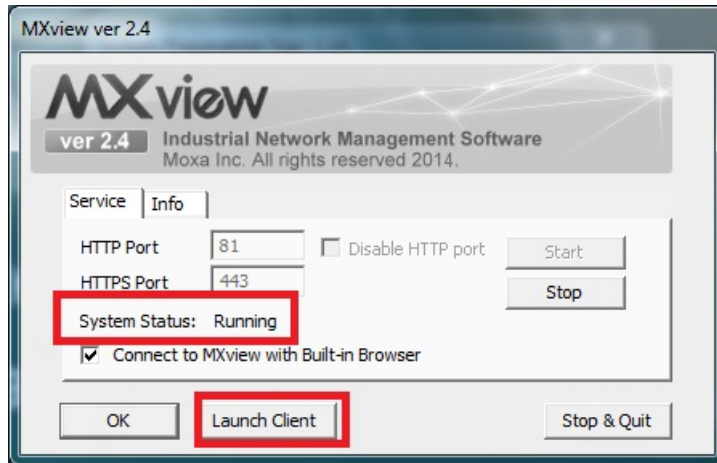 MXview ver 2.4
MXview
ver 2.4 Industrial Network Management Software
Moxa Inc. All rights reserved 2014.
Service Info
HTTP Port 81 Disable HTTP port Start
HTTPS Port 443 Stop
System Status: Running
Connect to MXview with Built-in Browser
OK Launch Client Stop & Quit